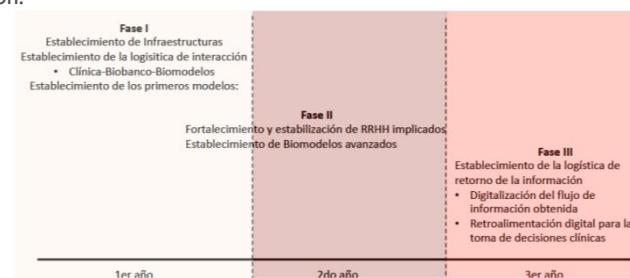 ón.
Fase I
Establecimiento de Infraestructuras
Establecimiento de la logisitica de interacción
• Clínica-Biobanco-Biomodelos
Establecimiento de los primeros modelos:
Fase II
Fortalecimiento y estabilización de RRHH implicados
Establecimiento de Biomodelos avanzados
Fase III
Establecimiento de la logística de
retorno de la información
• Digitalización del flujo de
información obtenida
• Retroalimentación digital para la
toma de decisiones clínicas
1er año
2do año
3er año